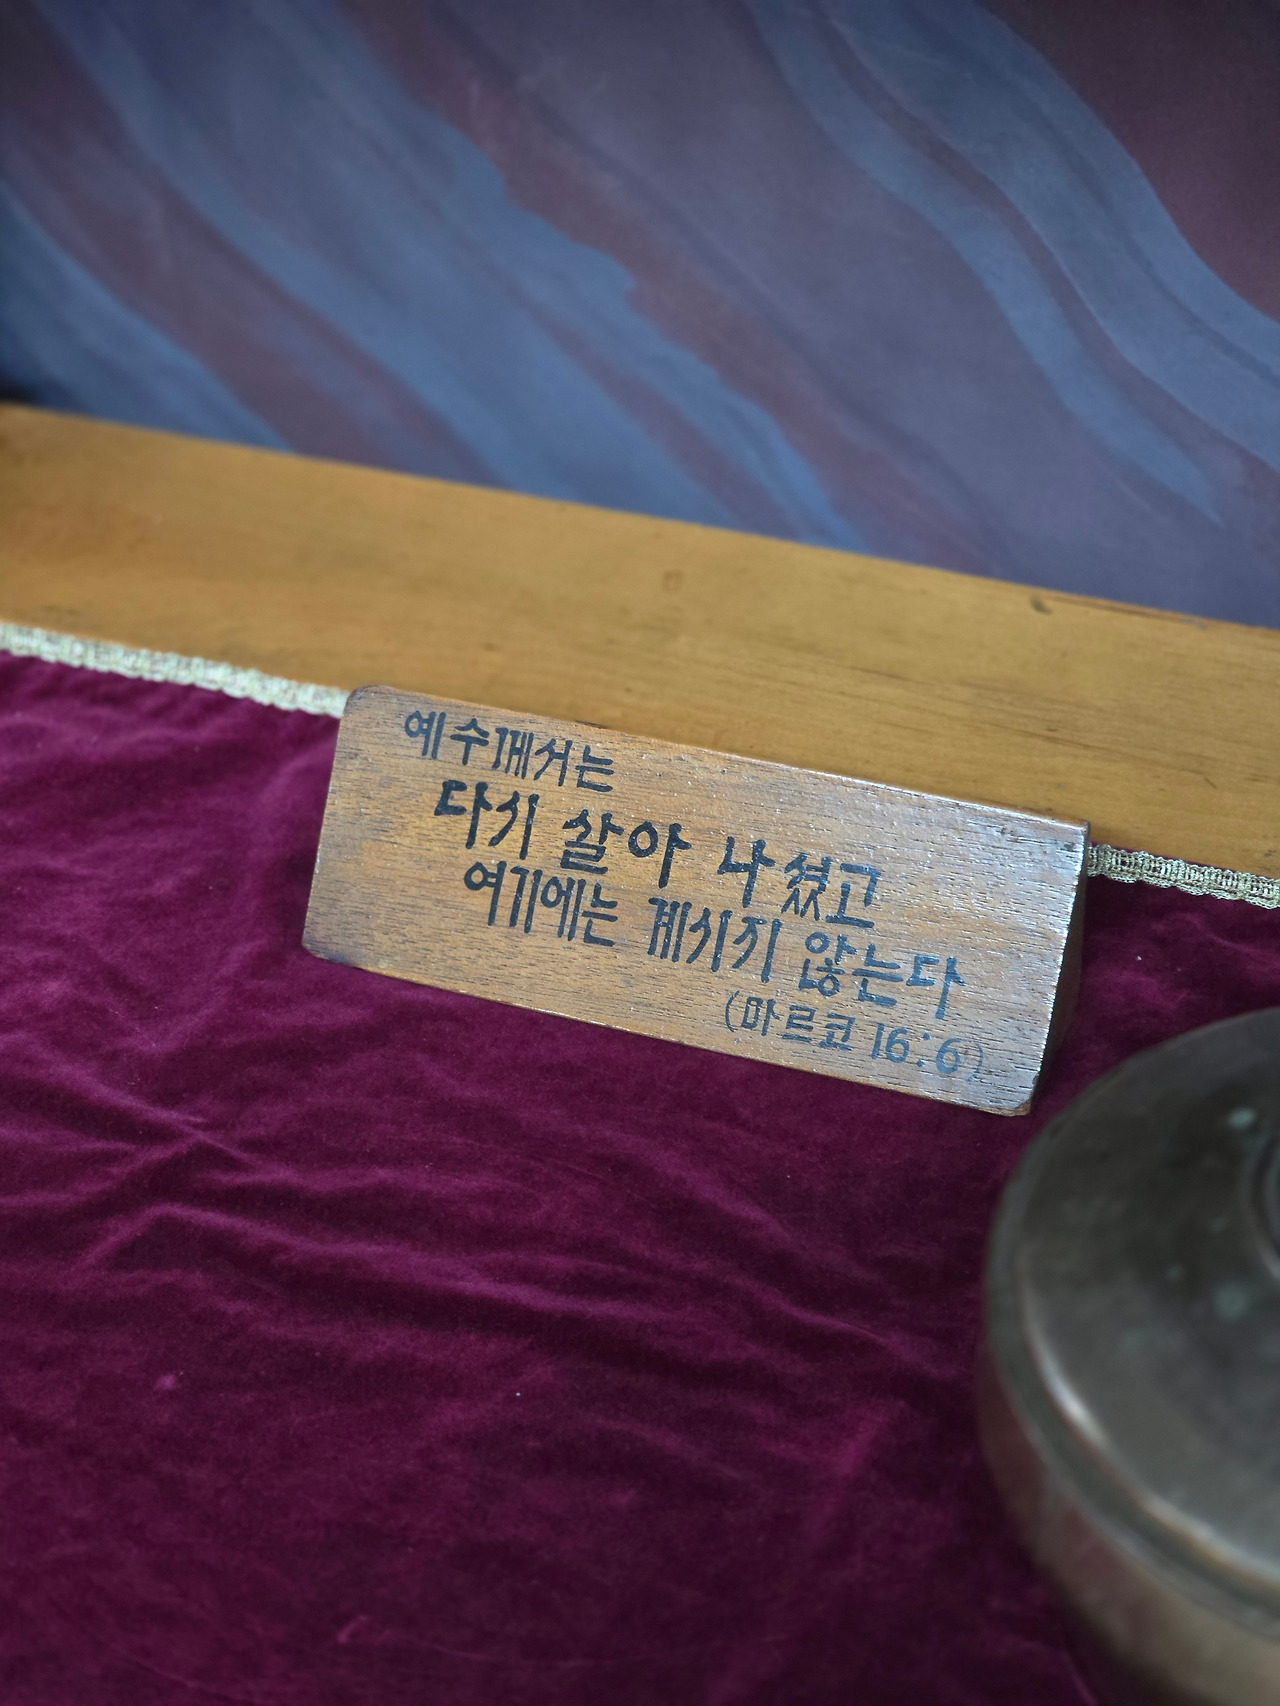 예수께서는
다시 살아 나셨고
여기에는 계시지 않는다
(마르코 16:6)